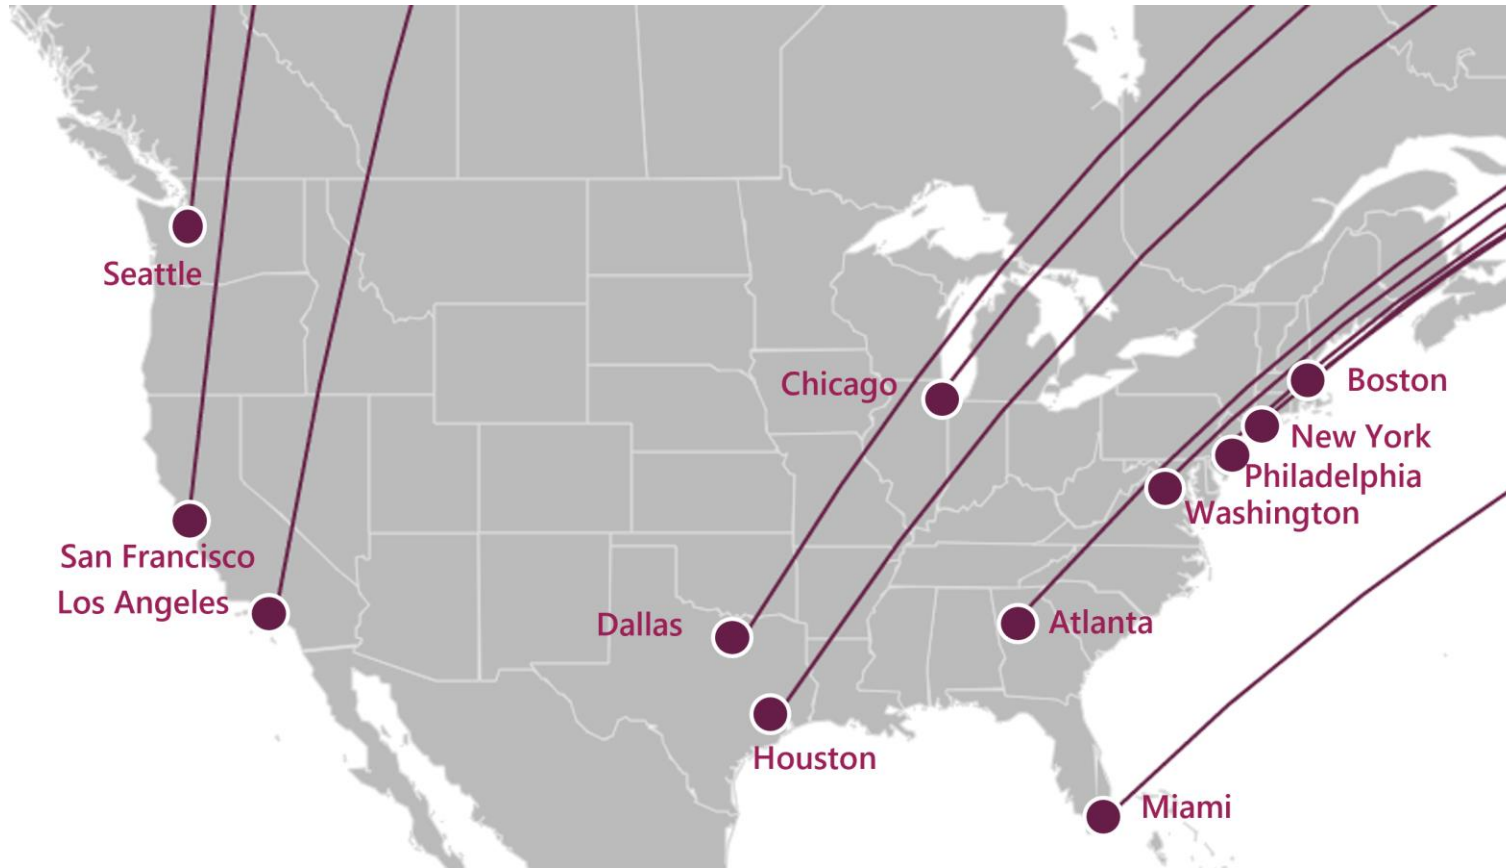 Seattle
Chicago
Boston
New York
Philadelphia
Washington
San Francisco
Los Angeles
Dallas
Atlanta
Houston
Miami